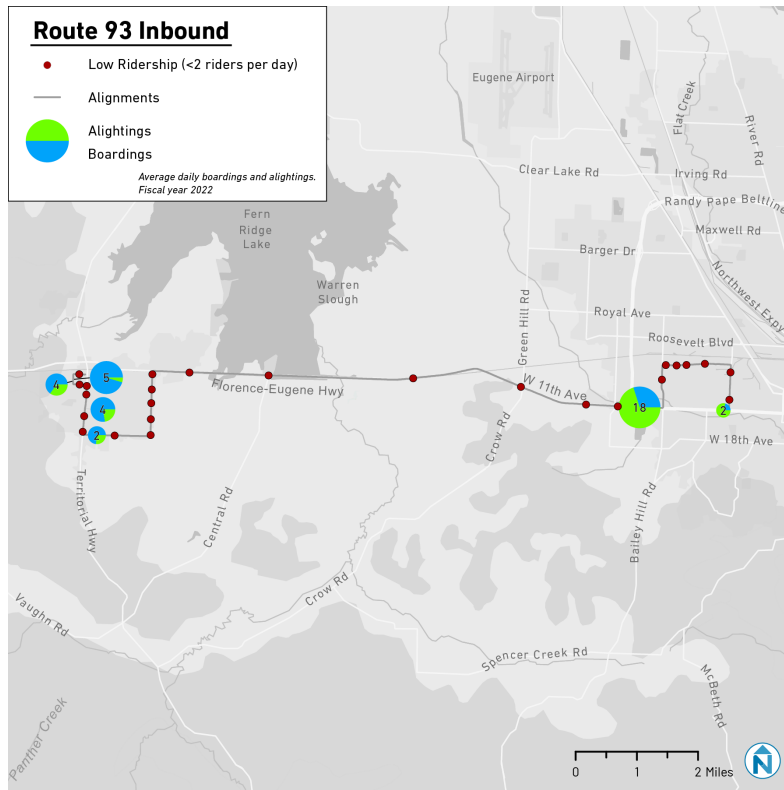 Route 93 Inbound
Low Ridership (<2 riders per day)
Alignments
Alightings
Boardings
Average daily boardings and alightings.
Fiscal year 2022
Eugene Airport
Flat Creek
River Rd
Clear Lake Rd
Irving Rd
Randy Pape Beltline
Maxwell Rd
Fern
Ridge
Lake
Barger Dr
Northwest Expy
Warren
Slough
Green Hill Rd
Royal Ave
Roosevelt Blvd
4
5
Florence-Eugene Hwy
W 11th Ave
4
18
2
2
Crow Rd
W 18th Ave
Territorial Hwy
Central Rd
Bailey Hill Rd
Crow Rd
Vaughn Rd
Spencer Creek Rd
McBeth Rd
Panther Creek
0 1 2 Miles
N